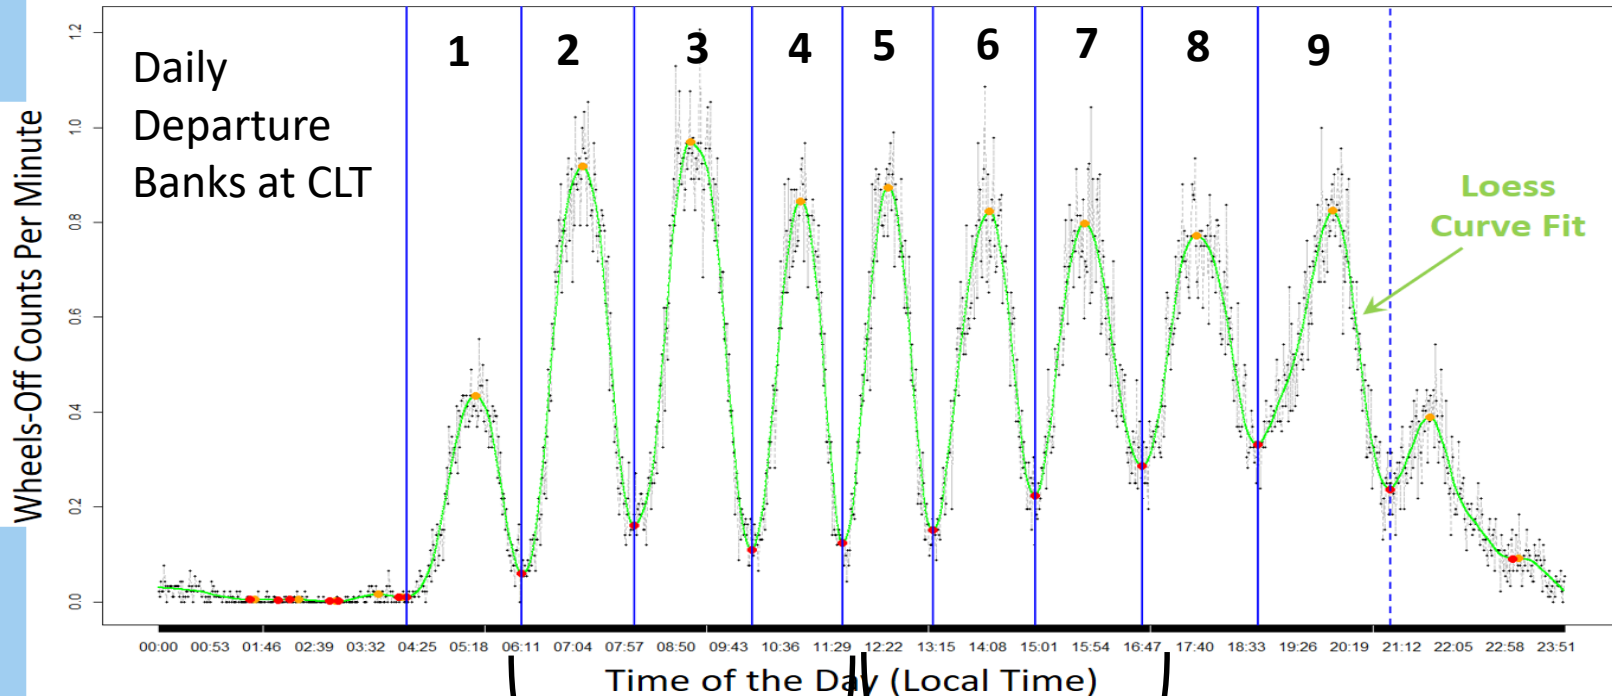 Daily
Departure
Banks at CLT
1 2 3 4 5 6 7 8 9
Loess
Curve Fit
Wheels-Off Counts Per Minute
1.2
1.0
0.8
0.6
0.4
0.2
0.0
00:00 00:53 01:46 02:39 03:32 04:25 05:18 06:11 07:04 07:57 08:50 09:43 10:36 11:29 12:22 13:15 14:08 15:01 15:54 16:47 17:40 18:33 19:26 20:19 21:12 22:05 22:58 23:51
Time of the Day (Local Time)